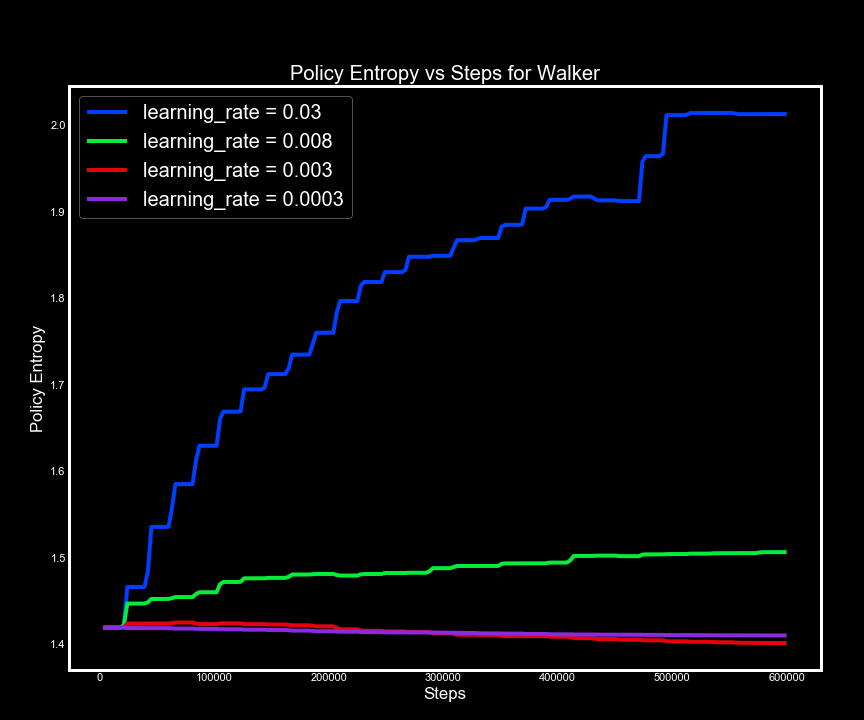 Policy Entropy vs Steps for Walker
learning_rate = 0.03
learning_rate = 0.008
learning_rate = 0.003
learning_rate = 0.0003
Policy Entropy
2.0
1.9
1.8
1.7
1.6
1.5
1.4
0 100000 200000 300000 400000 500000 600000
Steps